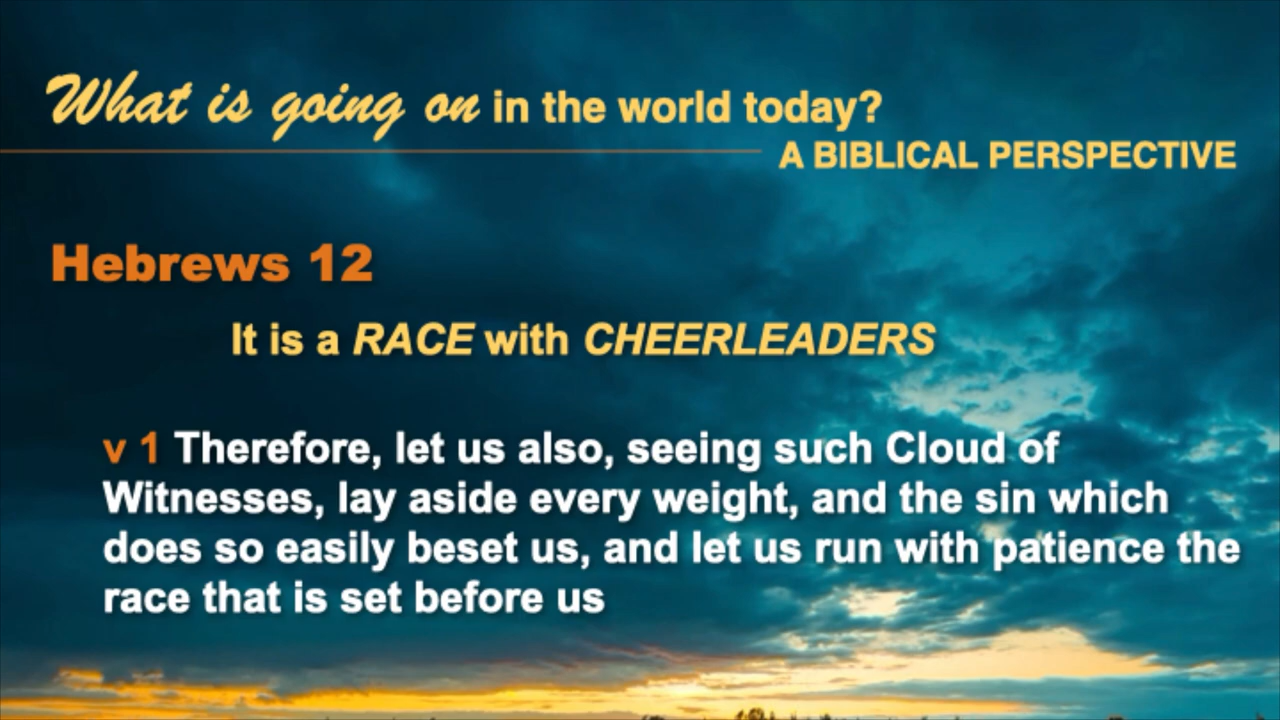 What is going on in the world today?
A BIBLICAL PERSPECTIVE
Hebrews 12
It is a RACE with CHEERLEADERS
v 1 Therefore, let us also, seeing such Cloud of
Witnesses, lay aside every weight, and the sin which
does so easily beset us, and let us run with patience the
race that is set before us